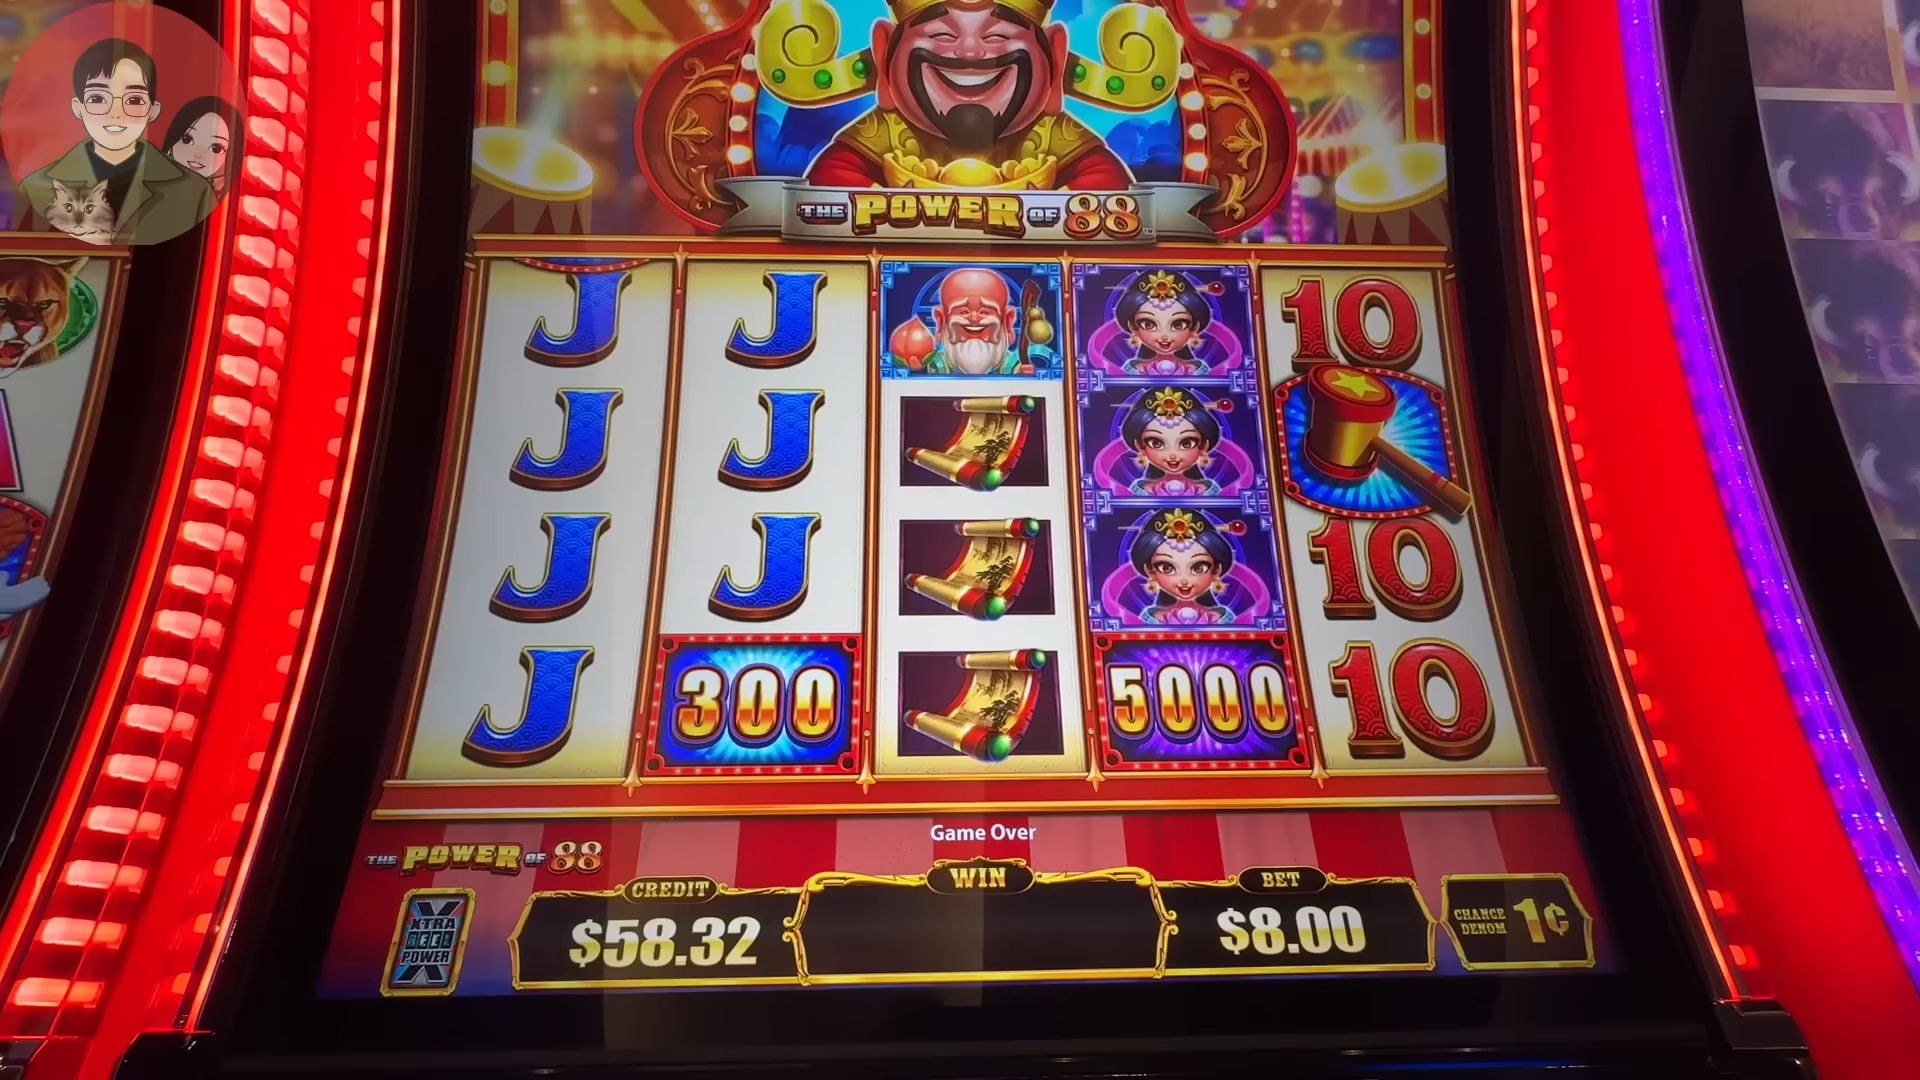 THE POWER OF 88
J J 10
J J
J J 10
J 300 5000 10
Game Over
THE POWER OF 88
XTRA
REEL
POWER
CREDIT
$58.32
WIN
BET
$8.00
CHANGE
DENOM
1¢